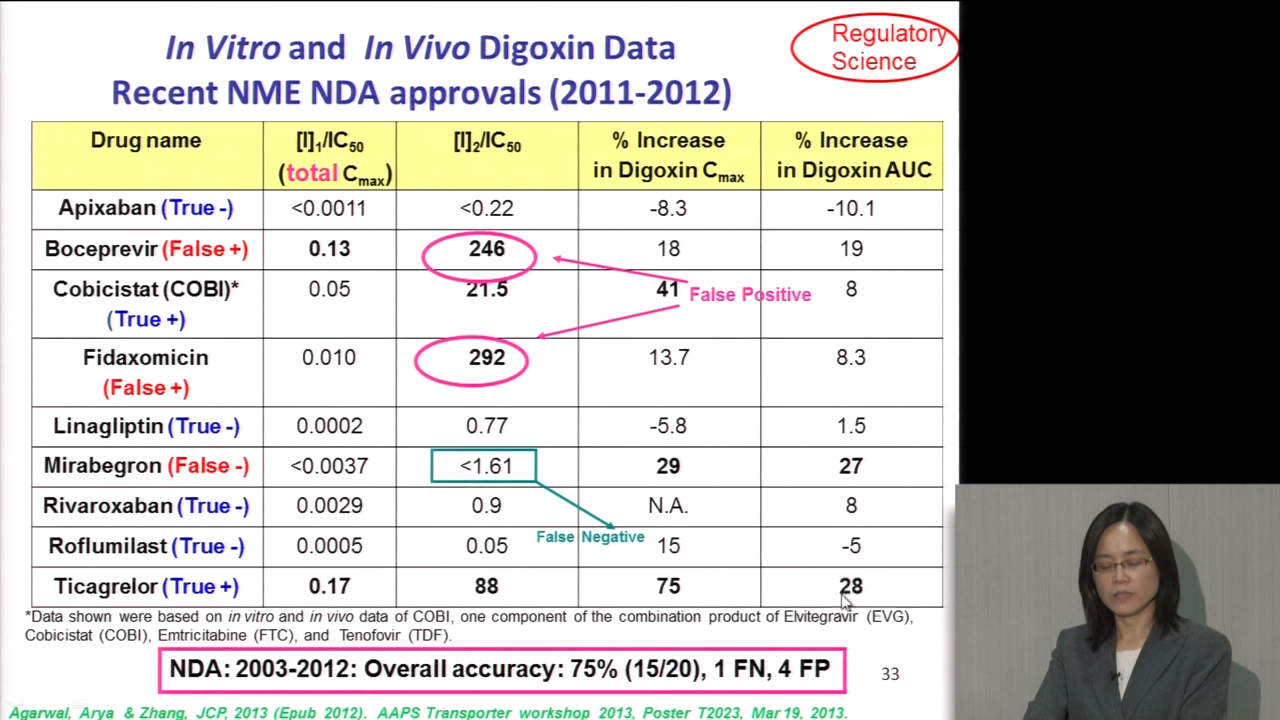 In Vitro and In Vivo Digoxin Data
Recent NME NDA approvals (2011-2012)
Regulatory
Science
Drug name [I]1/IC50 (total Cmax) [I]2/IC50 % Increase in Digoxin Cmax % Increase in Digoxin AUC
Apixaban (True -) <0.0011 <0.22 -8.3 -10.1
Boceprevir (False +) 0.13 246 18 19
Cobicistat (COBI)* (True +) 0.05 21.5 41 8
False Positive
Fidaxomicin (False +) 0.010 292 13.7 8.3
Linagliptin (True -) 0.0002 0.77 -5.8 1.5
Mirabegron (False -) <0.0037 <1.61 29 27
Rivaroxaban (True -) 0.0029 0.9 N.A. 8
False Negative
Roflumilast (True -) 0.0005 0.05 15 -5
Ticagrelor (True +) 0.17 88 75 28
*Data shown were based on in vitro and in vivo data of COBI, one component of the combination product of Elvitegravir (EVG),
Cobicistat (COBI), Emtricitabine (FTC), and Tenofovir (TDF).
NDA: 2003-2012: Overall accuracy: 75% (15/20), 1 FN, 4 FP
33
Agarwal, Arya & Zhang, JCP, 2013 (Epub 2012). AAPS Transporter workshop 2013, Poster T2023, Mar 19, 2013.